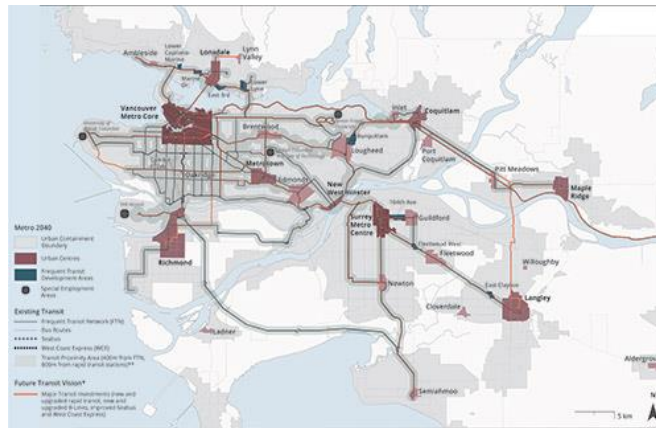 Ambleside
Lower
Capilano-
Marine
Lonsdale
Lynn
Valley
Lower
Lynn
Vancouver
Metro Core
Brentwood
Inlet
Coquitlam
Burquitlam
Lougheed
Port
Coquitlam
Oakridge
Metrotown
Edmonds
New
Westminster
Pitt Meadows
Maple
Ridge
Surrey
Metro
Centre
Guildford
Fleetwood
Richmond
Newton
Willoughby
East Clayton
Cloverdale
Langley
Ladner
Semiahmoo
Metro 2040
Urban Containment
Boundary
Urban Centres
Frequent Transit
Development Areas
Special Employment
Areas
Existing Transit
Frequent Transit Network (FTN)
Bus Routes
Seabus
West Coast Express (WCE)
Transit Proximity Area (400m from FTN,
800m from rapid transit stations)**
Future Transit Vision*
Major Transit Investments (new and
upgraded rapid transit, new and
upgraded B-Lines, improved Seabus
and West Coast Express)
5 km